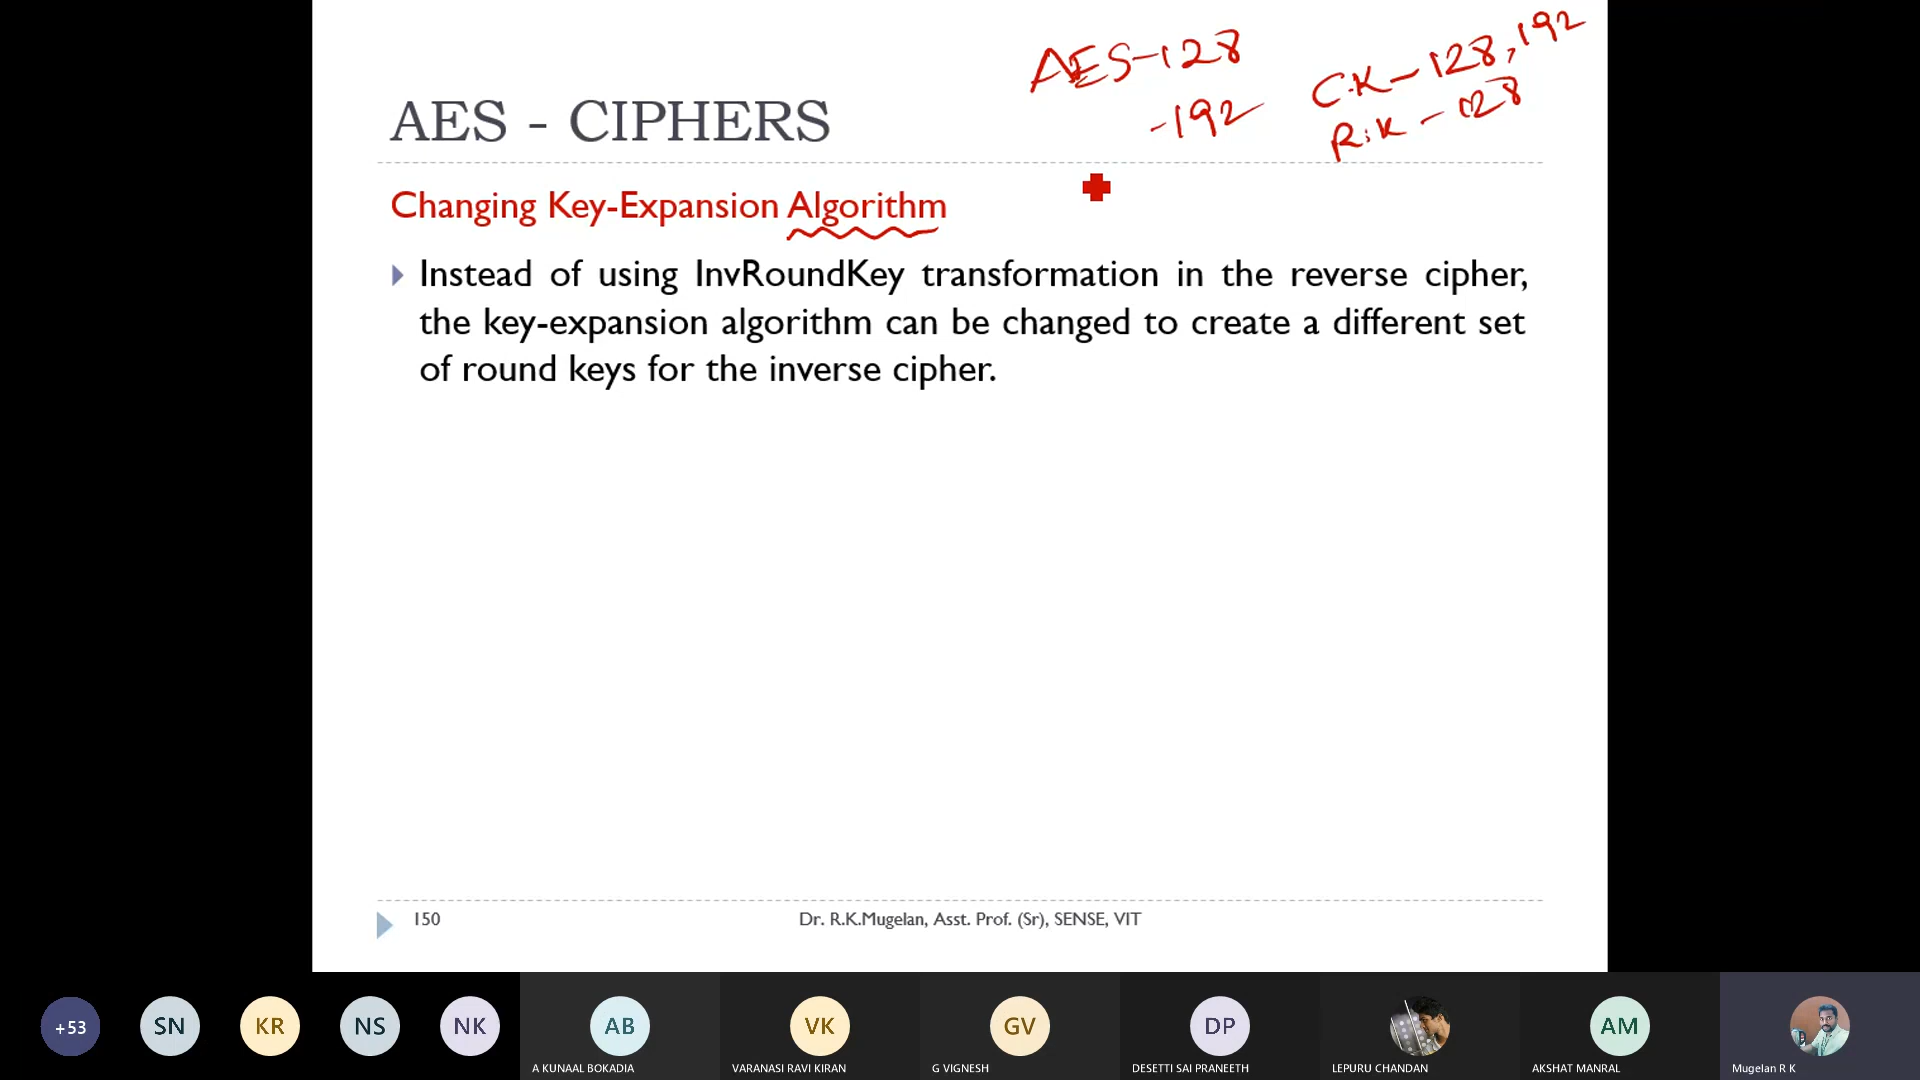 AES-128
-192
C.K - 128, 192
R.K - 128
AES - CIPHERS
Changing Key-Expansion Algorithm
Instead of using InvRoundKey transformation in the reverse cipher,
the key-expansion algorithm can be changed to create a different set
of round keys for the inverse cipher.
150
Dr. R.K.Mugelan, Asst. Prof. (Sr), SENSE, VIT
+53
SN
KR
NS
NK
AB
VK
GV
DP
AM
A KUNAAL BOKADIA
VARANASI RAVI KIRAN
G VIGNESH
DESETTI SAI PRANEETH
LEPURU CHANDAN
AKSHAT MANRAL
Mugelan R K